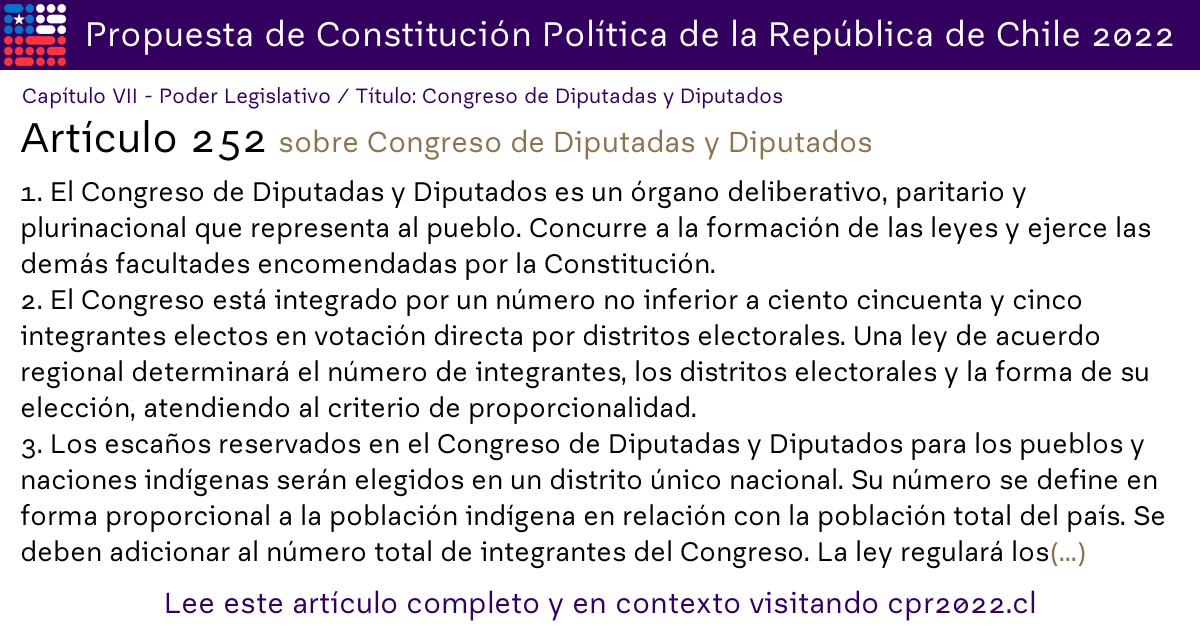 Propuesta de Constitución Política de la República de Chile 2022
Capítulo VII - Poder Legislativo / Título: Congreso de Diputadas y Diputados
Artículo 252 sobre Congreso de Diputadas y Diputados
1. El Congreso de Diputadas y Diputados es un órgano deliberativo, paritario y
plurinacional que representa al pueblo. Concurre a la formación de las leyes y ejerce las
demás facultades encomendadas por la Constitución.
2. El Congreso está integrado por un número no inferior a ciento cincuenta y cinco
integrantes electos en votación directa por distritos electorales. Una ley de acuerdo
regional determinará el número de integrantes, los distritos electorales y la forma de su
elección, atendiendo al criterio de proporcionalidad.
3. Los escaños reservados en el Congreso de Diputadas y Diputados para los pueblos y
naciones indígenas serán elegidos en un distrito único nacional. Su número se define en
forma proporcional a la población indígena en relación con la población total del país. Se
deben adicionar al número total de integrantes del Congreso. La ley regulará los(...)
Lee este artículo completo y en contexto visitando cpr2022.cl